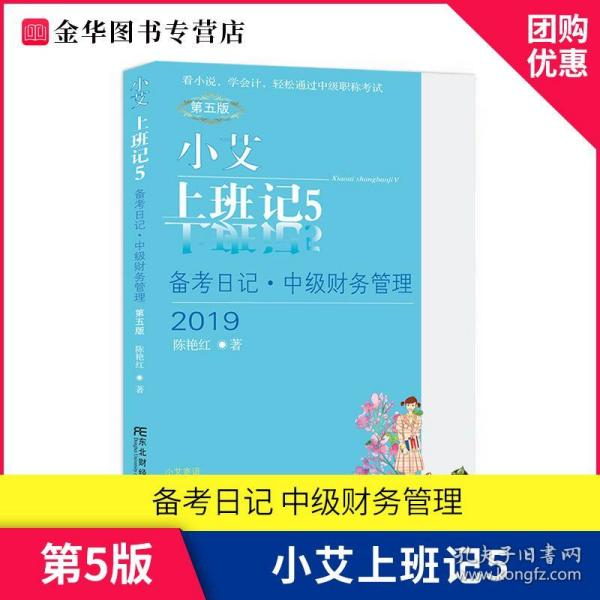 金华图书专营店
团购
优惠
看小说，学会计，轻松通过中级职称考试
第五版
小艾
Xiaoai shangbanji V
上班记5
备考日记·中级财务管理
2019
陈艳红 著
小艾寄语
小艾 上班记5 备考日记·中级财务管理 第五版 陈艳红 著
东北财经
备考日记 中级财务管理
第5版
小艾上班记5
孔夫子旧书网
www.kongfz.com